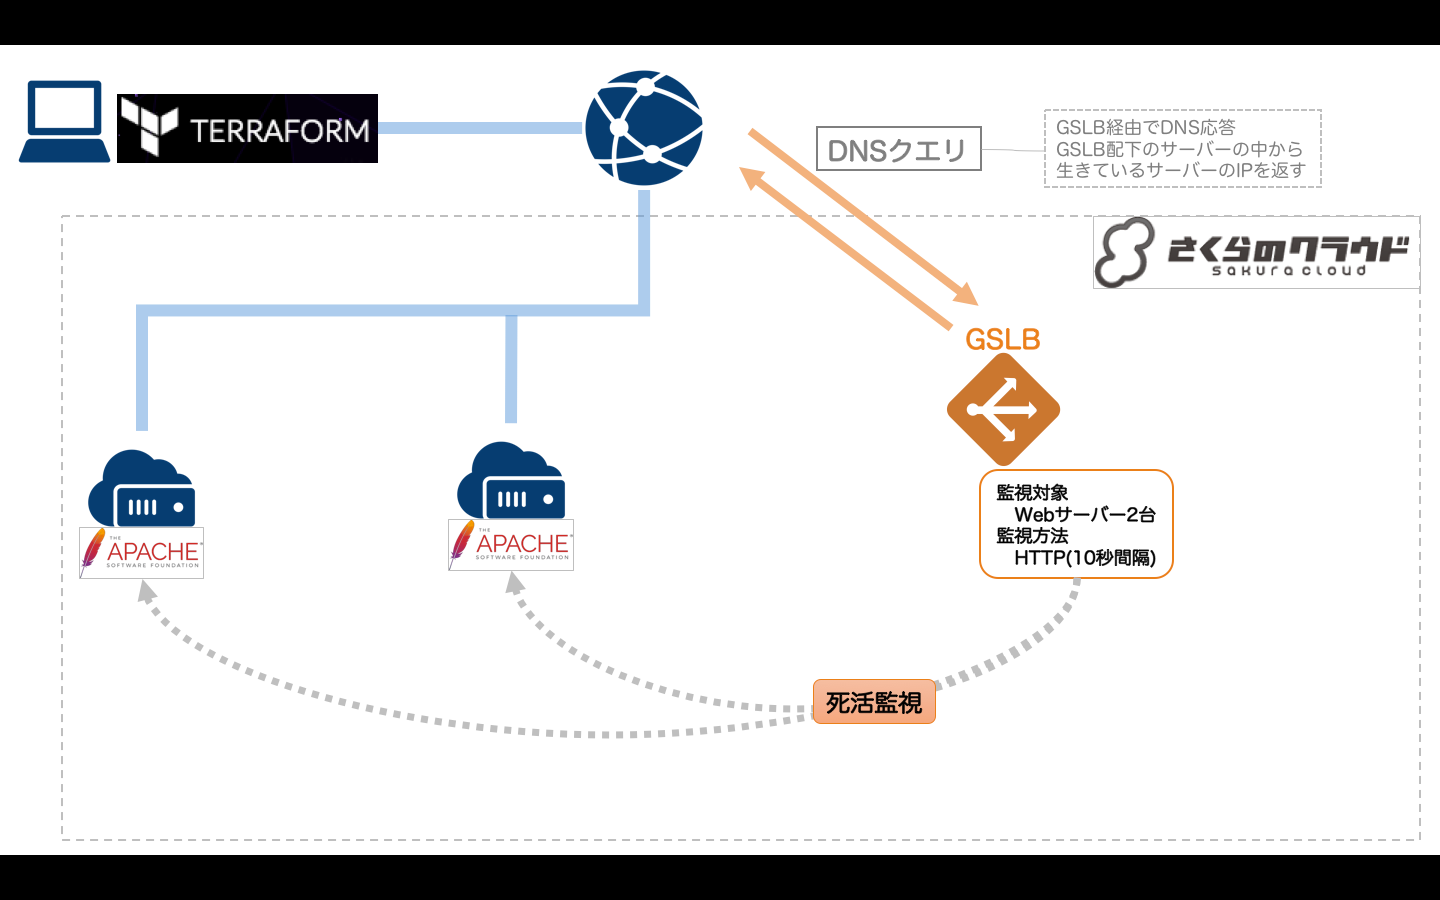 TERRAFORM
DNSクエリ
GSLB経由でDNS応答
GSLB配下のサーバーの中から
生きているサーバーのIPを返す
さくらのクラウド
sakura cloud
GSLB
THE
APACHE
SOFTWARE FOUNDATION
THE
APACHE
SOFTWARE FOUNDATION
監視対象
Webサーバー2台
監視方法
HTTP(10秒間隔)
死活監視